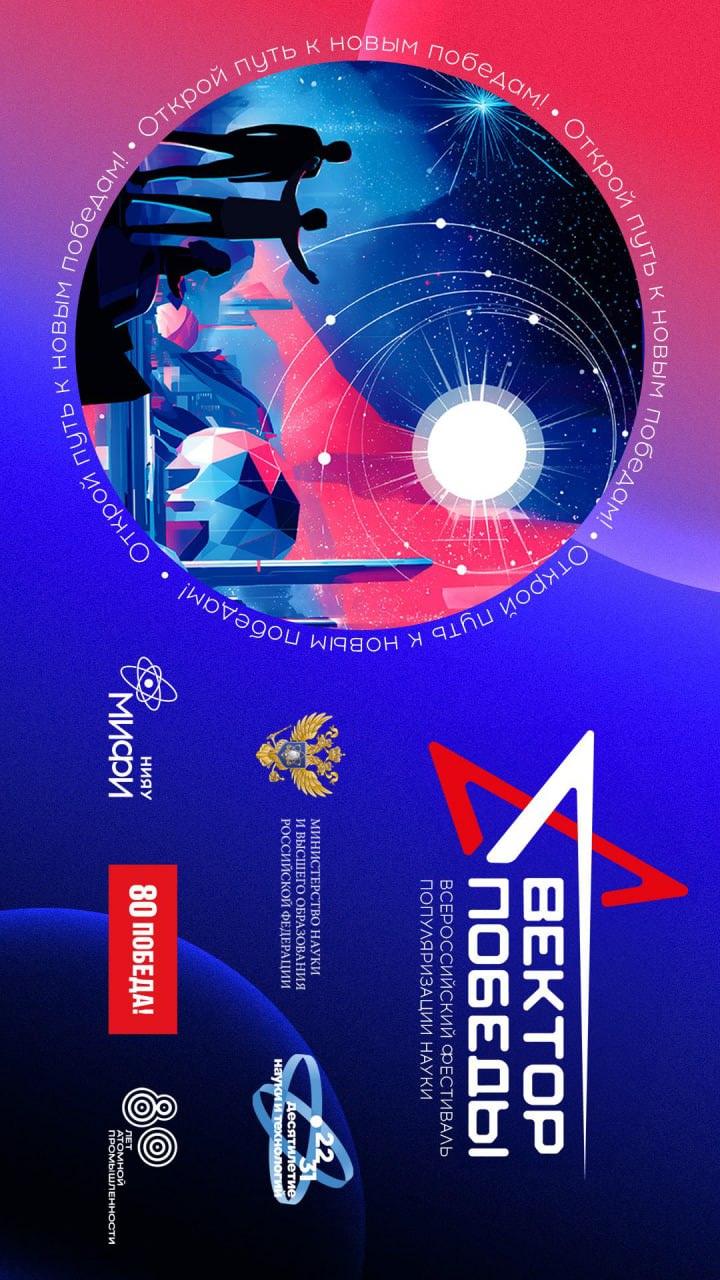 Открой путь к новым победам! • Открой путь к новым победам! • Открой путь к новым победам! • Открой путь к новым победам! •
ВЕКТОР
ПОБЕДЫ
ВСЕРОССИЙСКИЙ ФЕСТИВАЛЬ
ПОПУЛЯРИЗАЦИИ НАУКИ
МИНИСТЕРСТВО НАУКИ
И ВЫСШЕГО ОБРАЗОВАНИЯ
РОССИЙСКОЙ ФЕДЕРАЦИИ
22
31
десятилетие
науки и технологий
НИЯУ
МИФИ
80 ПОБЕДА!
80
ЛЕТ
АТОМНОЙ
ПРОМЫШЛЕННОСТИ